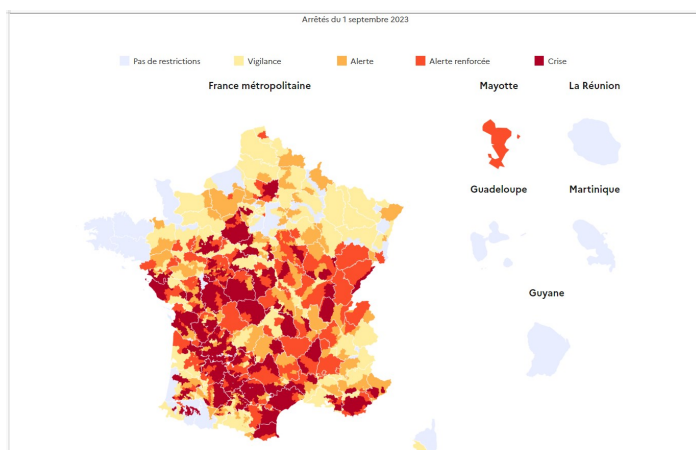 Arrêtés du 1 septembre 2023
Pas de restrictions Vigilance Alerte Alerte renforcée Crise
France métropolitaine Mayotte La Réunion
Guadeloupe Martinique
Guyane